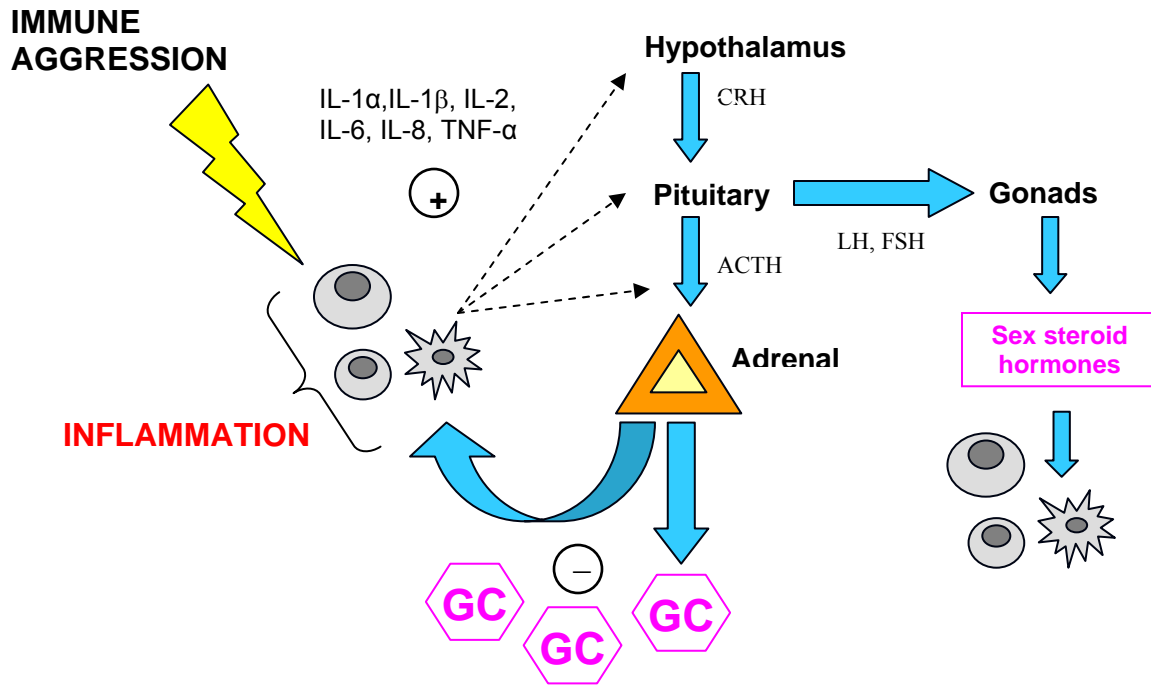 IMMUNE
AGGRESSION
IL-1α,IL-1β, IL-2,
IL-6, IL-8, TNF-α
+
Hypothalamus
CRH
Pituitary
LH, FSH
Gonads
ACTH
Adrenal
Sex steroid
hormones
INFLAMMATION
–
GC
GC
GC